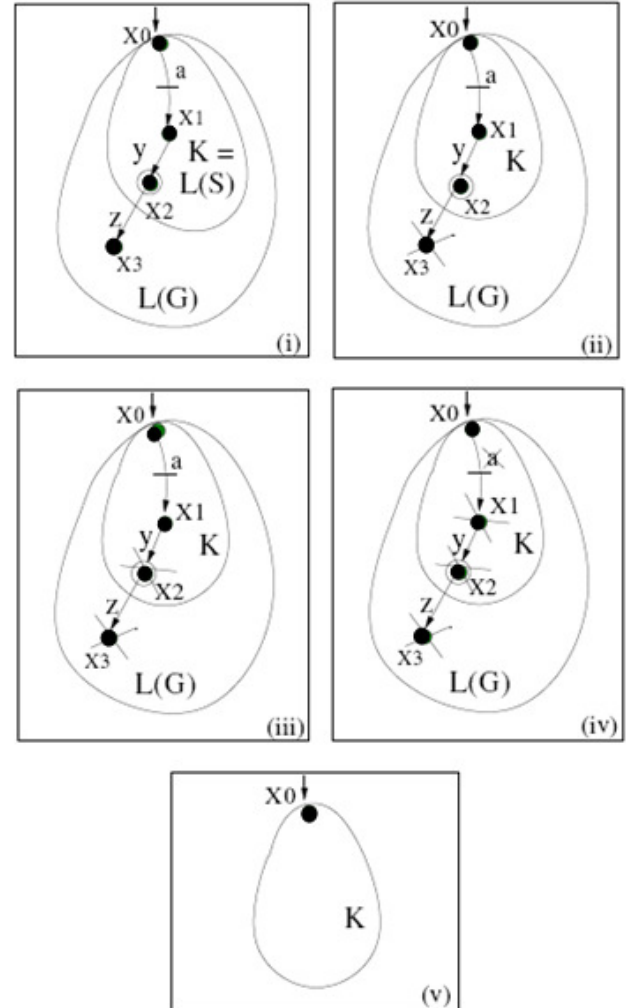 X0
a
X1
y
K =
L(S)
X2
z
X3
L(G)
(i)
X0
a
X1
y
K
X2
z
X3
L(G)
(ii)
X0
a
X1
y
K
X2
z
X3
L(G)
(iii)
X0
a
X1
y
K
X2
z
X3
L(G)
(iv)
X0
K
(v)